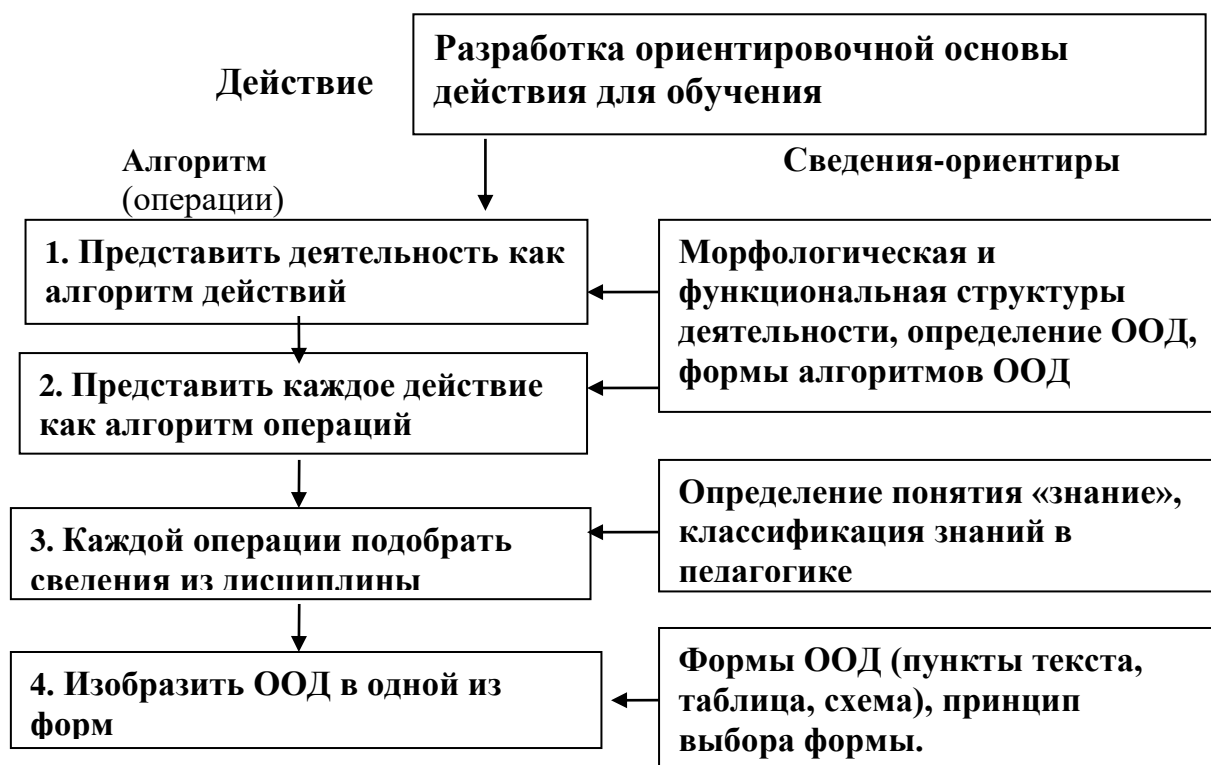 Действие
Разработка ориентировочной основы
действия для обучения
Алгоритм
(операции)
Сведения-ориентиры
1. Представить деятельность как
алгоритм действий
Морфологическая и
функциональная структуры
деятельности, определение ООД,
формы алгоритмов ООД
2. Представить каждое действие
как алгоритм операций
3. Каждой операции подобрать
сведения из дисциплины
Определение понятия «знание»,
классификация знаний в
педагогике
4. Изобразить ООД в одной из
форм
Формы ООД (пункты текста,
таблица, схема), принцип
выбора формы.